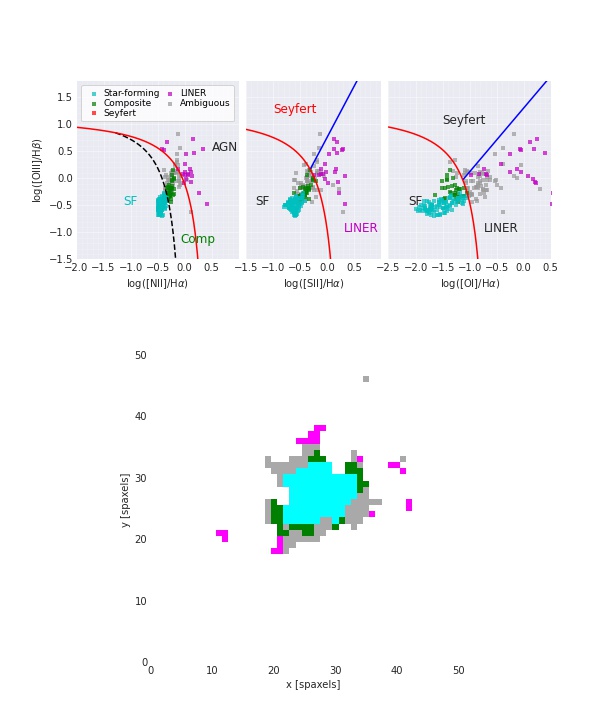 Star-forming
Composite
Seyfert
LINER
Ambiguous
AGN
SF
Comp
Seyfert
SF
LINER
Seyfert
SF
LINER
1.5
1.0
0.5
0.0
−0.5
−1.0
−1.5
log([OIII]/Hβ)
−2.0 −1.5 −1.0 −0.5 0.0 0.5
−1.5 −1.0 −0.5 0.0 0.5
−2.5 −2.0 −1.5 −1.0 −0.5 0.0 0.5
log([NII]/Hα)
log([SII]/Hα)
log([OI]/Hα)
50
40
30
20
10
0
y [spaxels]
0 10 20 30 40 50
x [spaxels]